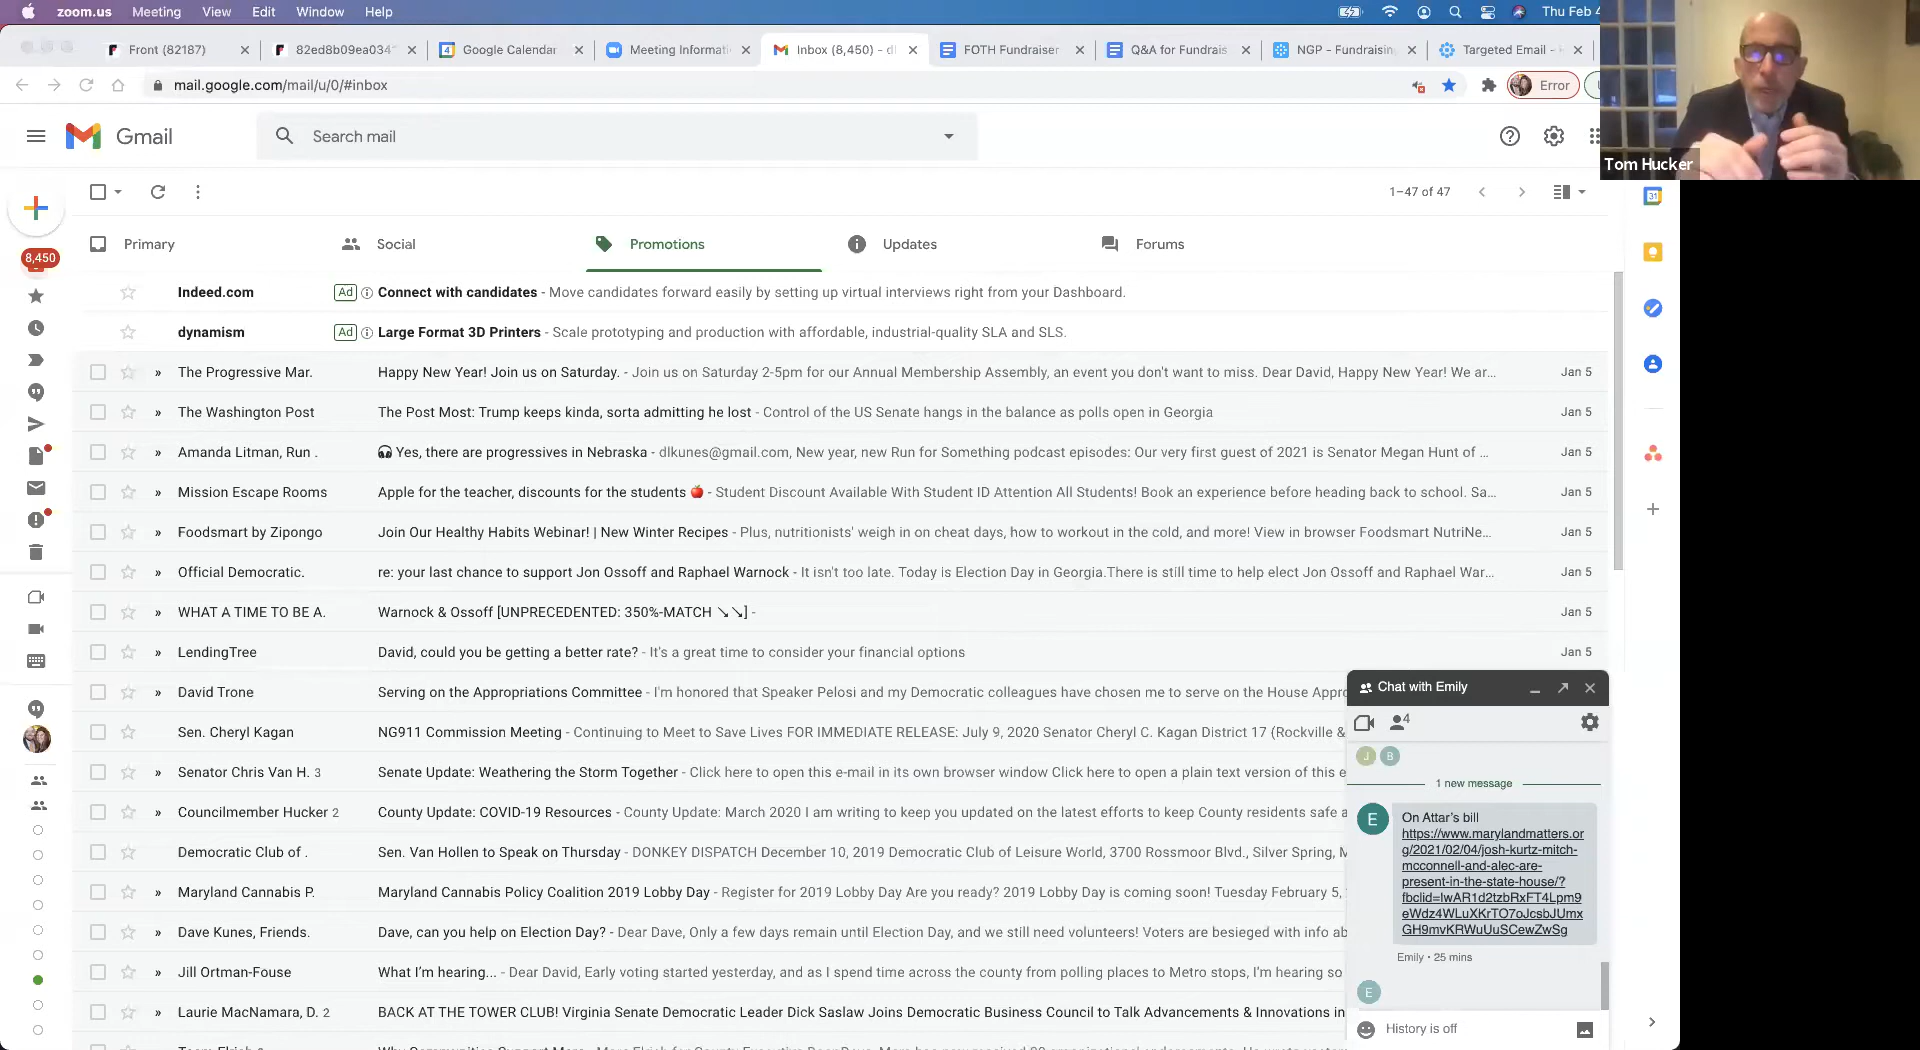 zoom.us Meeting View Edit Window Help Thu Feb 4
Front (82187) 82ed8b09ea034 Google Calendar Meeting Informati Inbox (8,450) - dl FOTH Fundraiser Q&A for Fundrais NGP - Fundraising Targeted Email -
mail.google.com/mail/u/0/#inbox Error
Gmail Search mail
Tom Hucker
1–47 of 47
Primary Social Promotions Updates Forums
8,450
Indeed.com Ad Connect with candidates - Move candidates forward easily by setting up virtual interviews right from your Dashboard.
dynamism Ad Large Format 3D Printers - Scale prototyping and production with affordable, industrial-quality SLA and SLS.
The Progressive Mar. Happy New Year! Join us on Saturday. - Join us on Saturday 2-5pm for our Annual Membership Assembly, an event you don't want to miss. Dear David, Happy New Year! We ar... Jan 5
The Washington Post The Post Most: Trump keeps kinda, sorta admitting he lost - Control of the US Senate hangs in the balance as polls open in Georgia Jan 5
Amanda Litman, Run . 🎧 Yes, there are progressives in Nebraska - dlkunes@gmail.com, New year, new Run for Something podcast episodes: Our very first guest of 2021 is Senator Megan Hunt of ... Jan 5
Mission Escape Rooms Apple for the teacher, discounts for the students 🍎 - Student Discount Available With Student ID Attention All Students! Book an experience before heading back to school. Sa... Jan 5
Foodsmart by Zipongo Join Our Healthy Habits Webinar! | New Winter Recipes - Plus, nutritionists' weigh in on cheat days, how to workout in the cold, and more! View in browser Foodsmart NutriNe... Jan 5
Official Democratic. re: your last chance to support Jon Ossoff and Raphael Warnock - It isn't too late. Today is Election Day in Georgia.There is still time to help elect Jon Ossoff and Raphael War... Jan 5
WHAT A TIME TO BE A. Warnock & Ossoff [UNPRECEDENTED: 350%-MATCH ↘↘] - Jan 5
LendingTree David, could you be getting a better rate? - It's a great time to consider your financial options Jan 5
David Trone Serving on the Appropriations Committee - I'm honored that Speaker Pelosi and my Democratic colleagues have chosen me to serve on the House Appro
Sen. Cheryl Kagan NG911 Commission Meeting - Continuing to Meet to Save Lives FOR IMMEDIATE RELEASE: July 9, 2020 Senator Cheryl C. Kagan District 17 (Rockville &
Senator Chris Van H. 3 Senate Update: Weathering the Storm Together - Click here to open this e-mail in its own browser window Click here to open a plain text version of this e
Councilmember Hucker 2 County Update: COVID-19 Resources - County Update: March 2020 I am writing to keep you updated on the latest efforts to keep County residents safe a
Democratic Club of . Sen. Van Hollen to Speak on Thursday - DONKEY DISPATCH December 10, 2019 Democratic Club of Leisure World, 3700 Rossmoor Blvd., Silver Spring, M
Maryland Cannabis P. Maryland Cannabis Policy Coalition 2019 Lobby Day - Register for 2019 Lobby Day Are you ready? 2019 Lobby Day is coming soon! Tuesday February 5,
Dave Kunes, Friends. Dave, can you help on Election Day? - Dear Dave, Only a few days remain until Election Day, and we still need volunteers! Voters are besieged with info ab
Jill Ortman-Fouse What I'm hearing... - Dear David, Early voting started yesterday, and as I spend time across the county from polling places to Metro stops, I'm hearing so
Laurie MacNamara, D. 2 BACK AT THE TOWER CLUB! Virginia Senate Democratic Leader Dick Saslaw Joins Democratic Business Council to Talk Advancements & Innovations in
Chat with Emily
4
J B
1 new message
E On Attar's bill
https://www.marylandmatters.or
g/2021/02/04/josh-kurtz-mitch-
mcconnell-and-alec-are-
present-in-the-state-house/?
fbclid=IwAR1d2tzbRxFT4Lpm9
eWdz4WLuXKrTO7oJcsbJUmx
GH9mvKRWuUuSCewZwSg
Emily • 25 mins
E
History is off